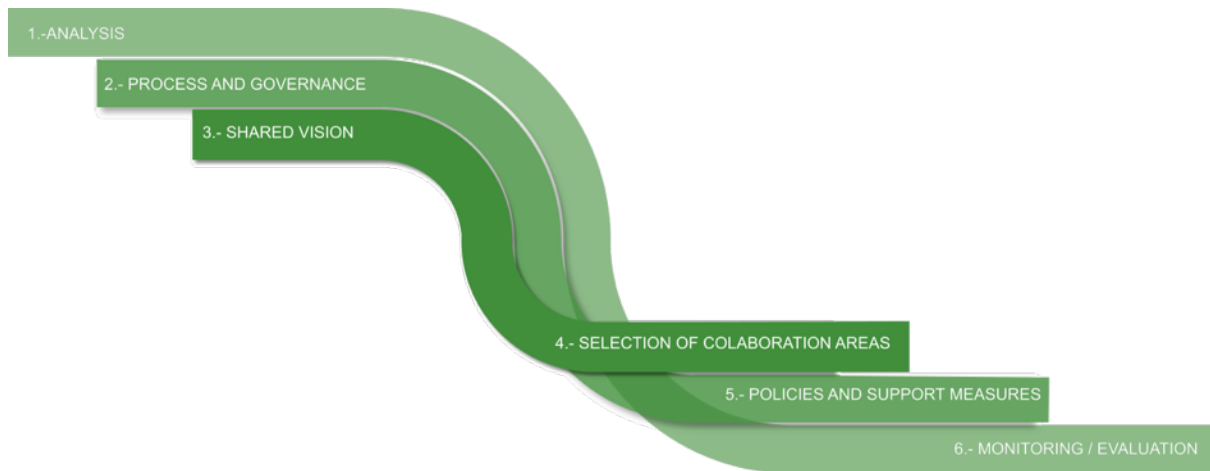 1.-ANALYSIS
2.- PROCESS AND GOVERNANCE
3.- SHARED VISION
4.- SELECTION OF COLABORATION AREAS
5.- POLICIES AND SUPPORT MEASURES
6.- MONITORING / EVALUATION